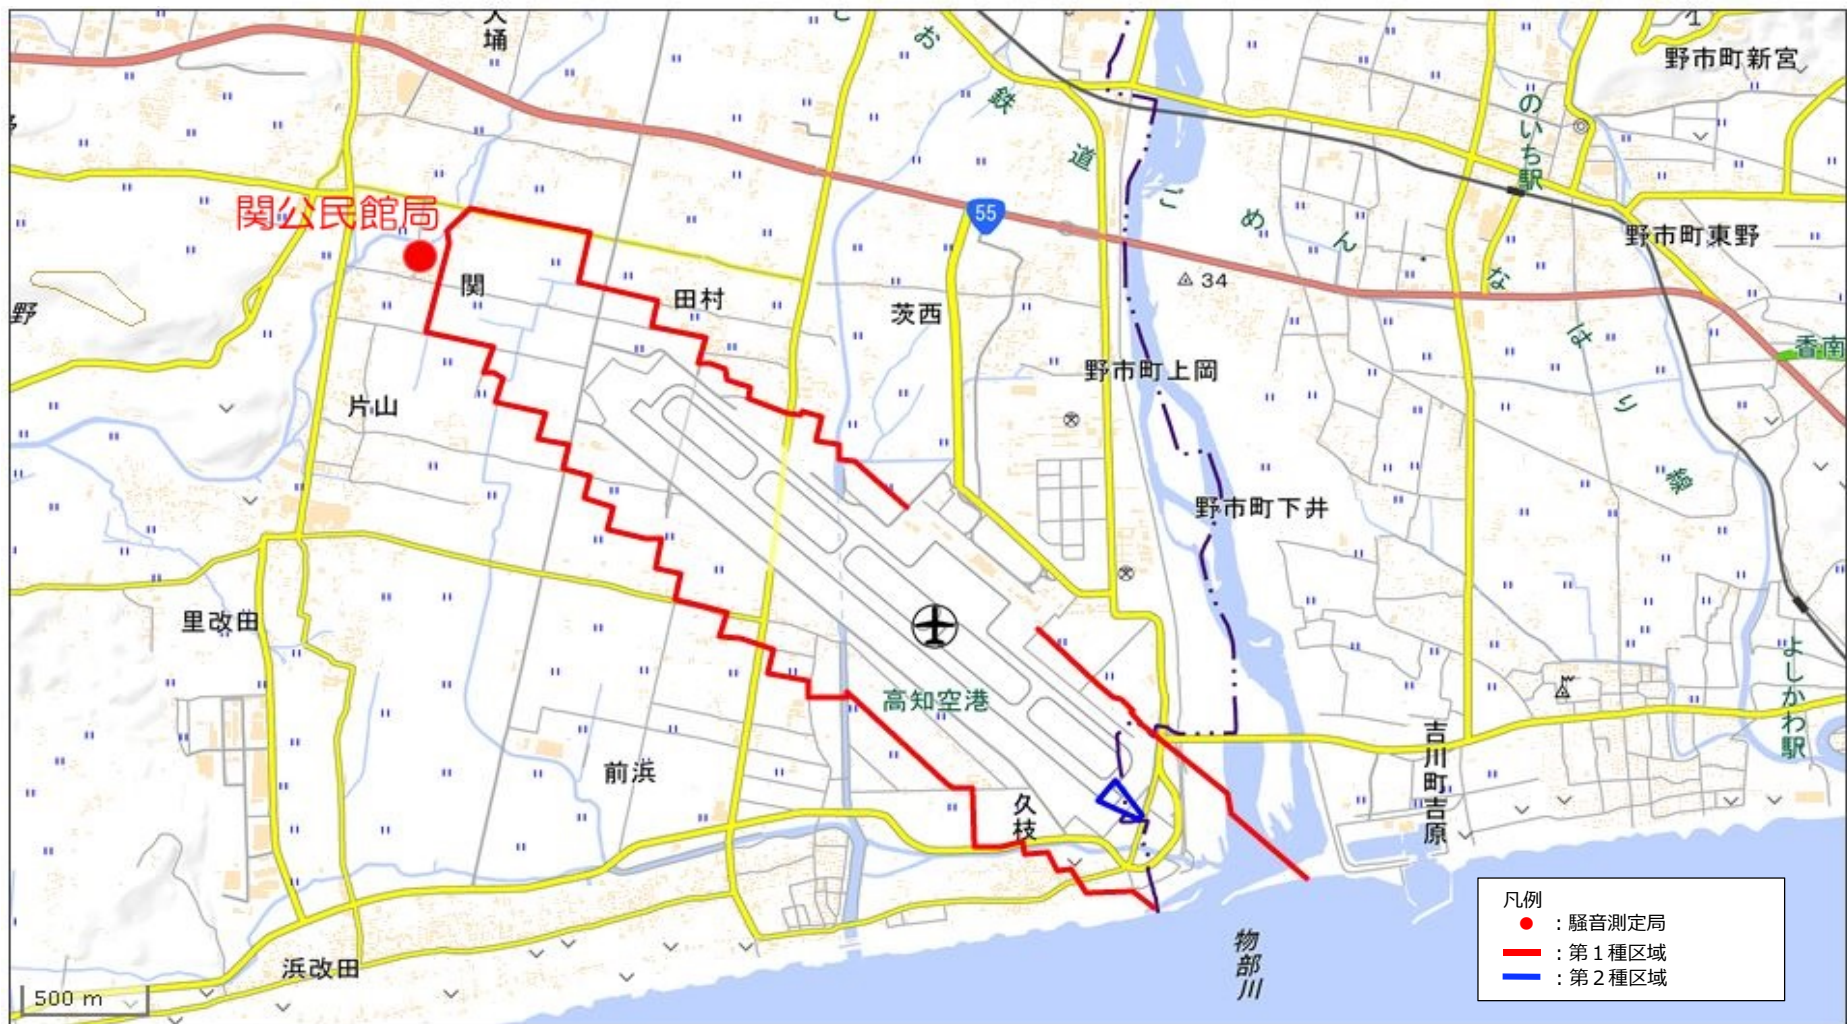 埇
野市町新宮
のいち駅
お
鉄
道
ご
め
ん
な
は
り
線
関公民館局
55
野市町東野
34
関
田村
茨西
野
香南
野市町上岡
片山
野市町下井
里改田
高知空港
よしかわ駅
前浜
久枝
吉川町吉原
物部川
浜改田
500 m
凡例
：騒音測定局
：第１種区域
：第２種区域